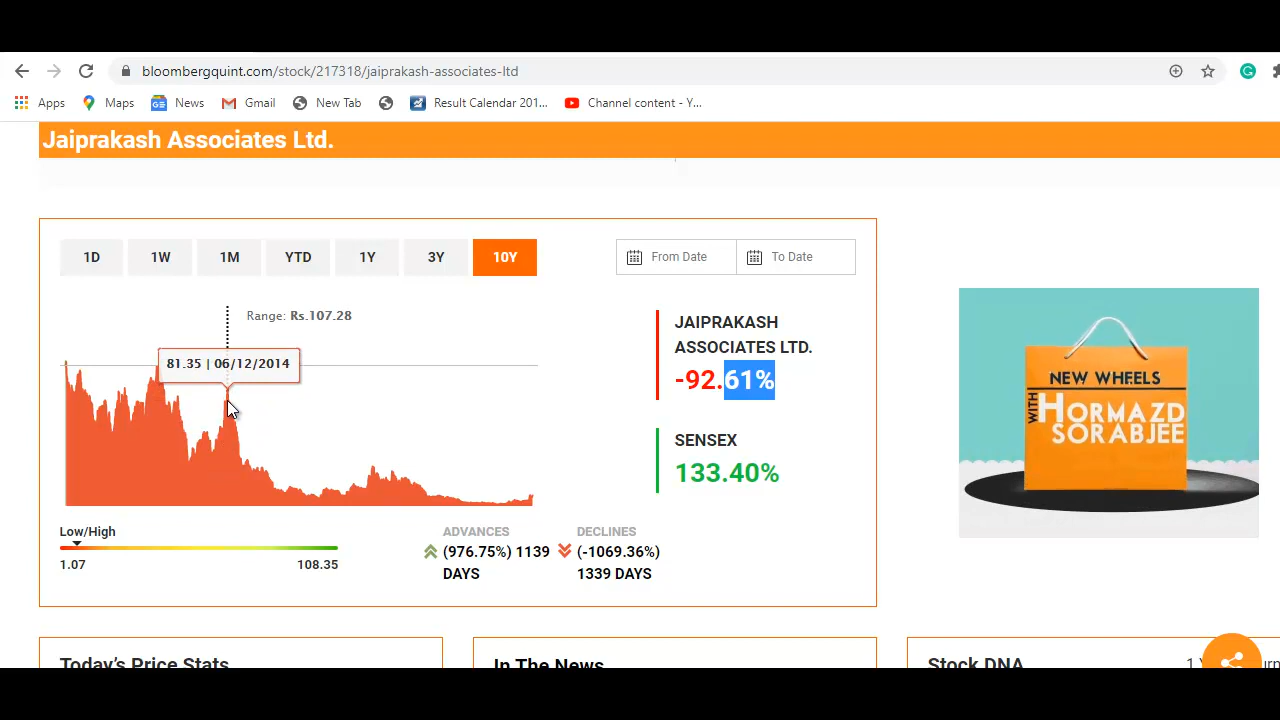 bloombergquint.com/stock/217318/jaiprakash-associates-ltd
Apps Maps News Gmail New Tab Result Calendar 201... Channel content - Y...
Jaiprakash Associates Ltd.
1D 1W 1M YTD 1Y 3Y 10Y
From Date To Date
Range: Rs.107.28
81.35 | 06/12/2014
JAIPRAKASH
ASSOCIATES LTD.
-92.61%
SENSEX
133.40%
Low/High
1.07 108.35
ADVANCES
(976.75%) 1139
DAYS
DECLINES
(-1069.36%)
1339 DAYS
NEW WHEELS
WITH
HORMAZD
SORABJEE
Today's Price Stats
In The News
Stock DNA